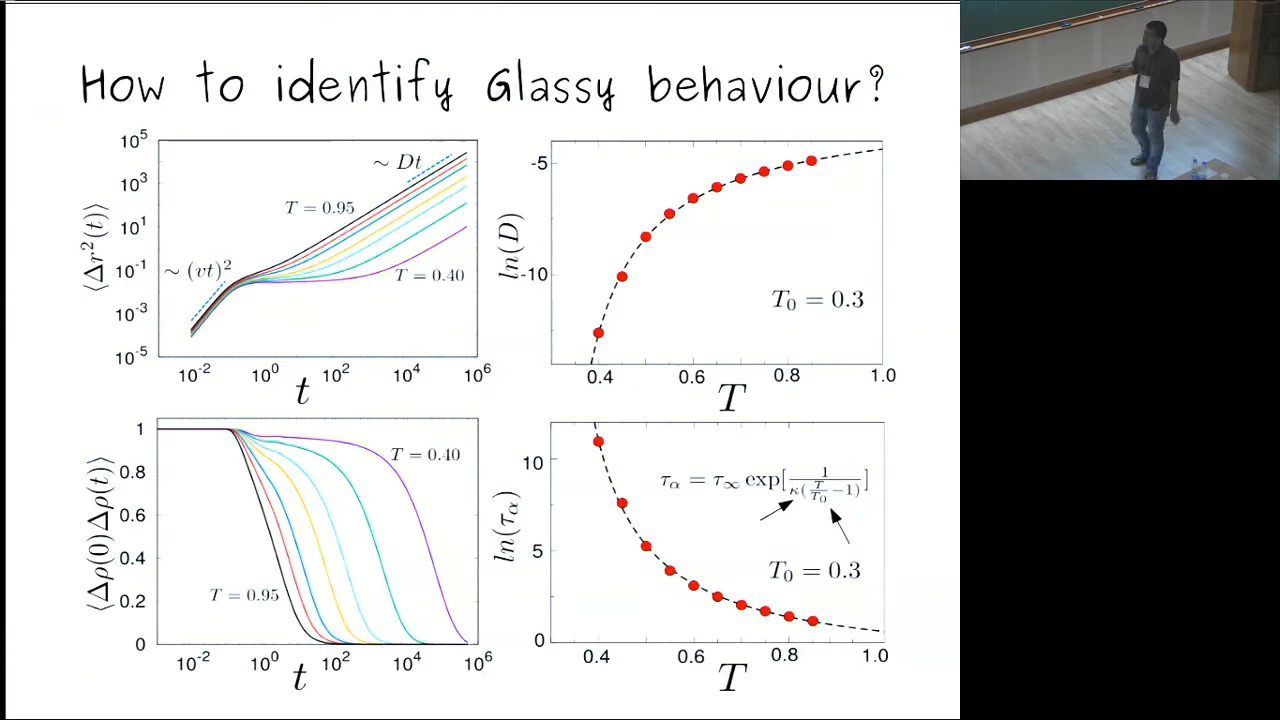 How to identify Glassy behaviour?
10^5
10^3
10^1
10^-1
10^-3
10^-5
⟨Δr²(t)⟩
∼ Dt
T = 0.95
∼ (vt)²
T = 0.40
10^-2 10^0 10^2 10^4 10^6
t
-5
-10
ln(D)
T₀ = 0.3
0.4 0.6 0.8 1.0
T
1
0.8
0.6
0.4
0.2
0
⟨Δρ(0)Δρ(t)⟩
T = 0.40
T = 0.95
10^-2 10^0 10^2 10^4 10^6
t
10
5
0
ln(τ_α)
τ_α = τ_∞ exp[1/(κ(T/T₀ − 1))]
T₀ = 0.3
0.4 0.6 0.8 1.0
T